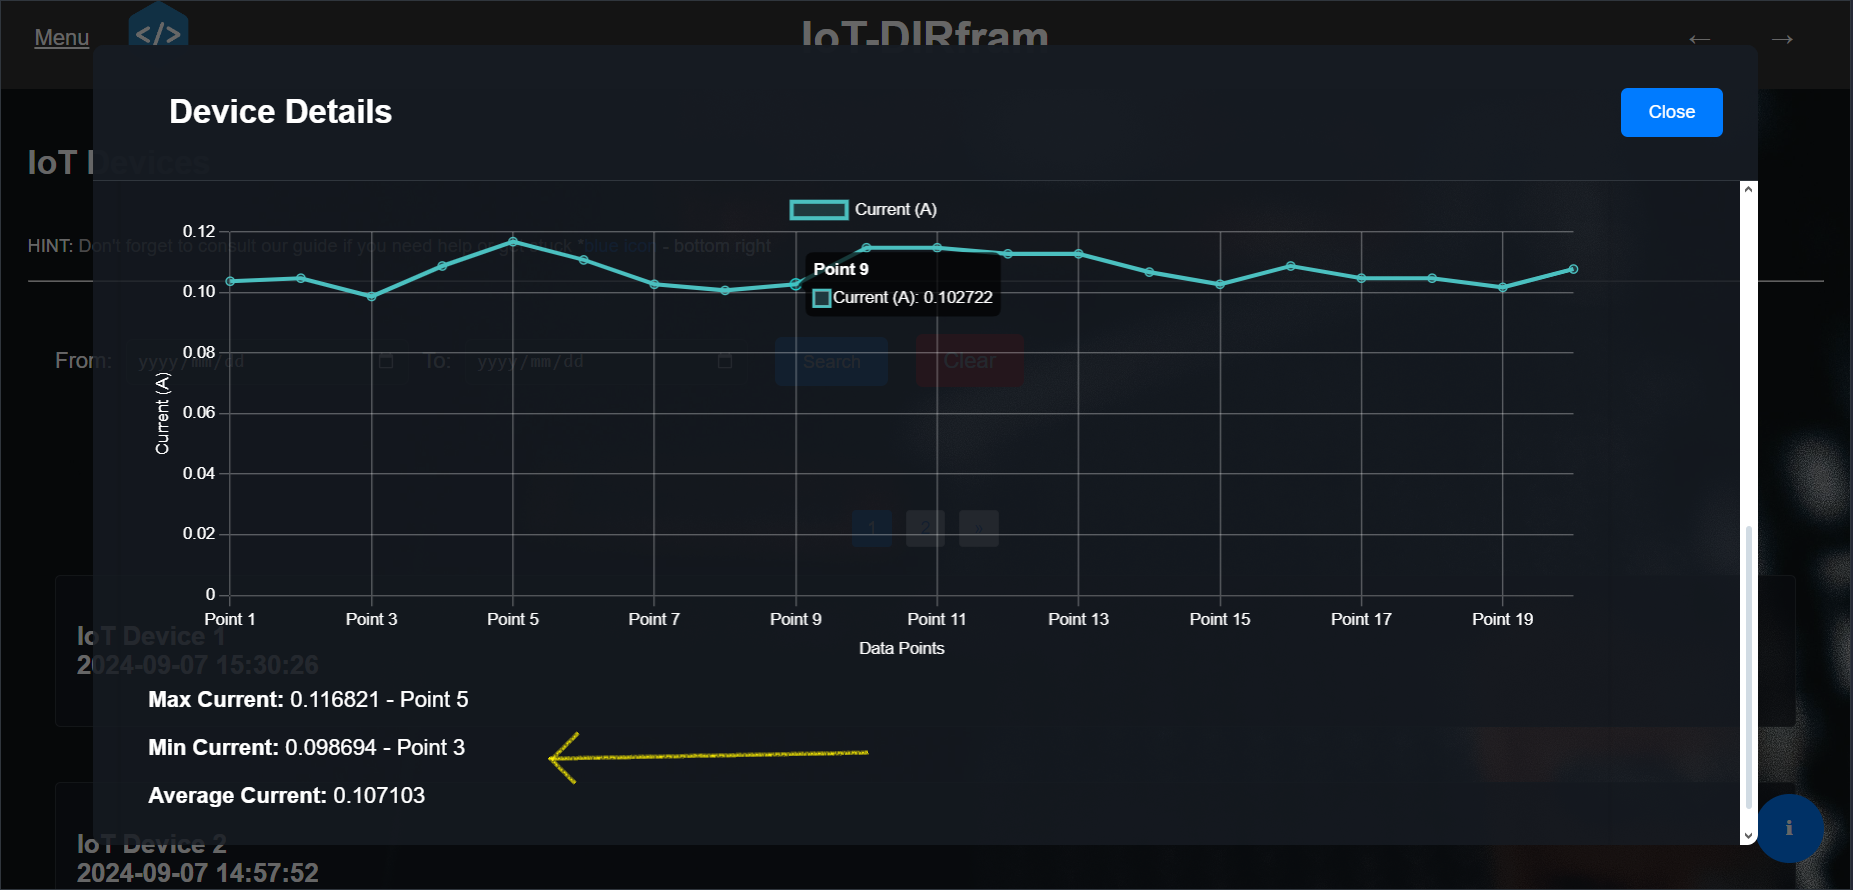 Menu
</>
IoT-DIRfram
← →
Device Details
Close
IoT Devices
HINT: Don't forget to consult our guide if you need help or get stuck "blue icon - bottom right
Current (A)
0.12
0.10
0.08
0.06
0.04
0.02
0
Current (A)
Point 9
Current (A): 0.102722
From: yyyy/mm/dd To: yyyy/mm/dd Search Clear
1 2
Point 1 Point 3 Point 5 Point 7 Point 9 Point 11 Point 13 Point 15 Point 17 Point 19
Data Points
IoT Device 1
2024-09-07 15:30:26
Max Current: 0.116821 - Point 5
Min Current: 0.098694 - Point 3
Average Current: 0.107103
IoT Device 2
2024-09-07 14:57:52
i